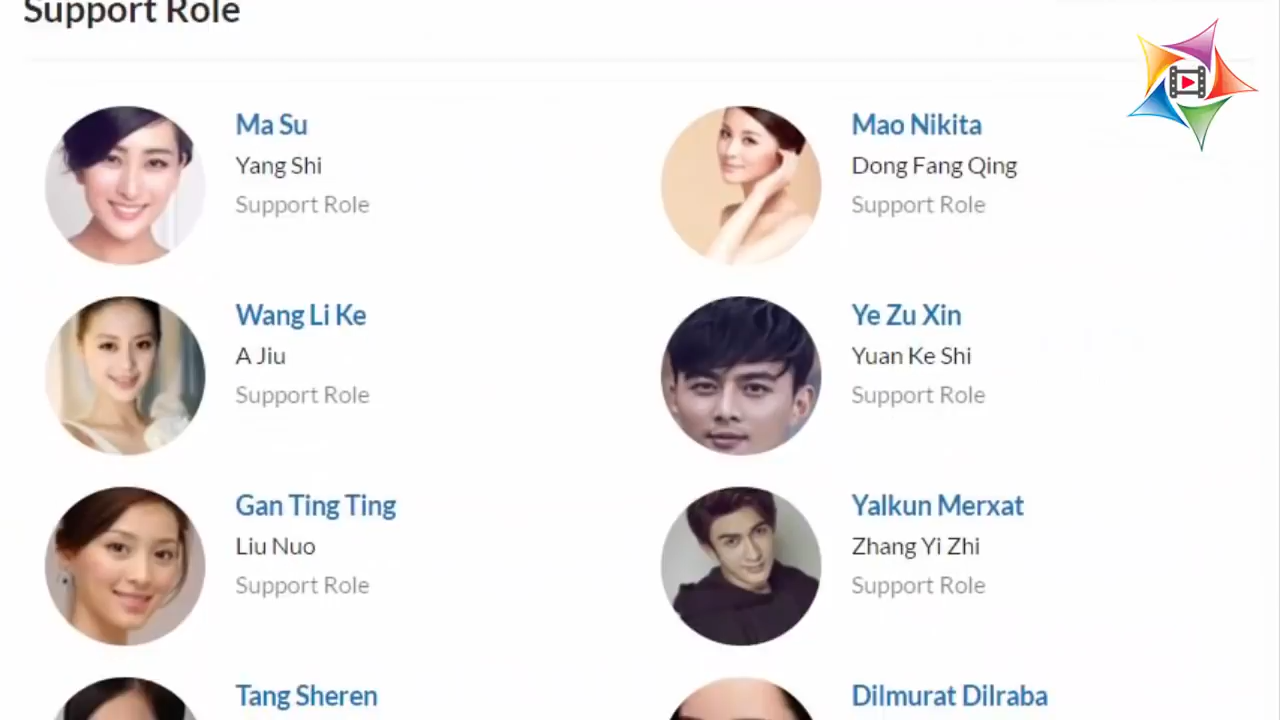 Support Role
Ma Su
Yang Shi
Support Role
Mao Nikita
Dong Fang Qing
Support Role
Wang Li Ke
A Jiu
Support Role
Ye Zu Xin
Yuan Ke Shi
Support Role
Gan Ting Ting
Liu Nuo
Support Role
Yalkun Merxat
Zhang Yi Zhi
Support Role
Tang Sheren
Dilmurat Dilraba